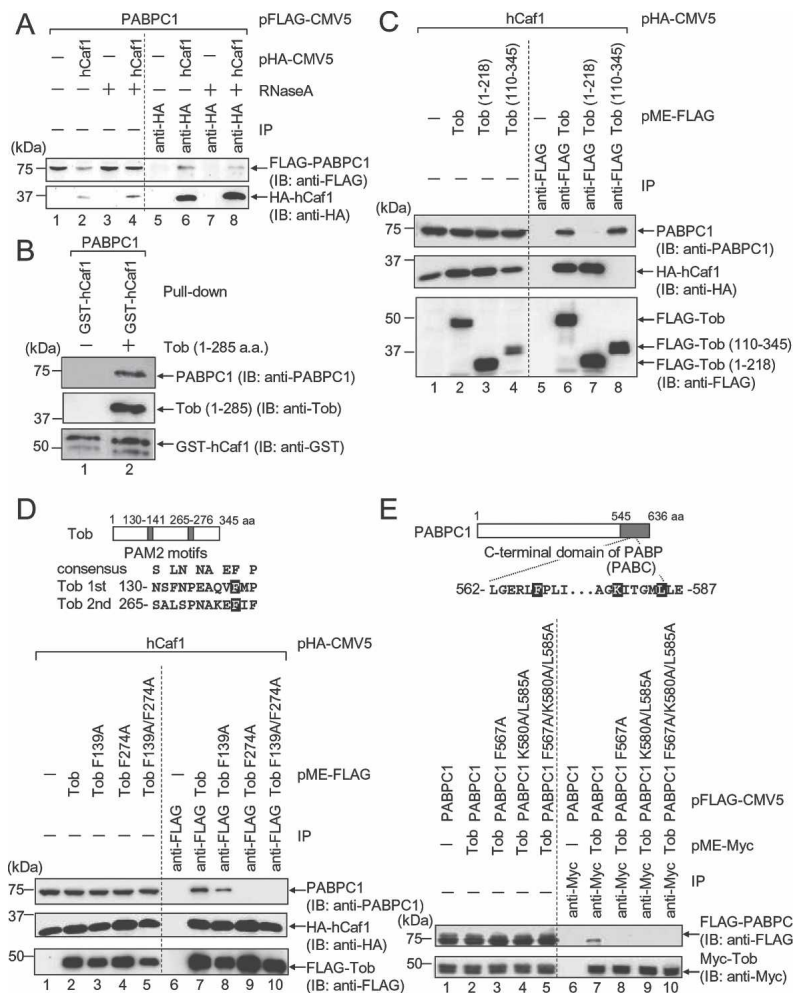 A
PABPC1
pFLAG-CMV5
– hCaf1 – hCaf1 – hCaf1 – hCaf1
pHA-CMV5
– – + + – – + +
RNaseA
– – – – anti-HA anti-HA anti-HA anti-HA
IP
(kDa)
75
FLAG-PABPC1
(IB: anti-FLAG)
37
HA-hCaf1
(IB: anti-HA)
1 2 3 4 5 6 7 8
B
PABPC1
GST-hCaf1 GST-hCaf1
Pull-down
– +
Tob (1-285 a.a.)
(kDa)
75
PABPC1 (IB: anti-PABPC1)
37
Tob (1-285) (IB: anti-Tob)
50
GST-hCaf1 (IB: anti-GST)
1 2
C
hCaf1
pHA-CMV5
– Tob Tob (1-218) Tob (110-345) – Tob Tob (1-218) Tob (110-345)
pME-FLAG
– – – – anti-FLAG anti-FLAG anti-FLAG anti-FLAG
IP
(kDa)
75
PABPC1
(IB: anti-PABPC1)
37
HA-hCaf1
(IB: anti-HA)
50
FLAG-Tob
37
FLAG-Tob (110-345)
FLAG-Tob (1-218)
(IB: anti-FLAG)
1 2 3 4 5 6 7 8
D
1 130-141 265-276 345 aa
Tob
PAM2 motifs
consensus S LN NA EF P
Tob 1st 130- NSFNPEAQVFMP
Tob 2nd 265- SALSPNAKEFIF
hCaf1
pHA-CMV5
– Tob Tob F139A Tob F274A Tob F139A/F274A – Tob Tob F139A Tob F274A Tob F139A/F274A
pME-FLAG
– – – – – anti-FLAG anti-FLAG anti-FLAG anti-FLAG anti-FLAG
IP
(kDa)
75
PABPC1
(IB: anti-PABPC1)
37
HA-hCaf1
(IB: anti-HA)
50
FLAG-Tob
(IB: anti-FLAG)
1 2 3 4 5 6 7 8 9 10
E
1 545 636 aa
PABPC1
C-terminal domain of PABP
(PABC)
562- LGERLFPLI...AGKITGMLLE -587
PABPC1 PABPC1 PABPC1 F567A PABPC1 K580A/L585A PABPC1 F567A/K580A/L585A PABPC1 PABPC1 PABPC1 F567A PABPC1 K580A/L585A PABPC1 F567A/K580A/L585A
pFLAG-CMV5
– Tob Tob Tob Tob – Tob Tob Tob Tob
pME-Myc
– – – – – anti-Myc anti-Myc anti-Myc anti-Myc anti-Myc
IP
(kDa)
75
FLAG-PABPC
(IB: anti-FLAG
50
Myc-Tob
(IB: anti-Myc)
1 2 3 4 5 6 7 8 9 10